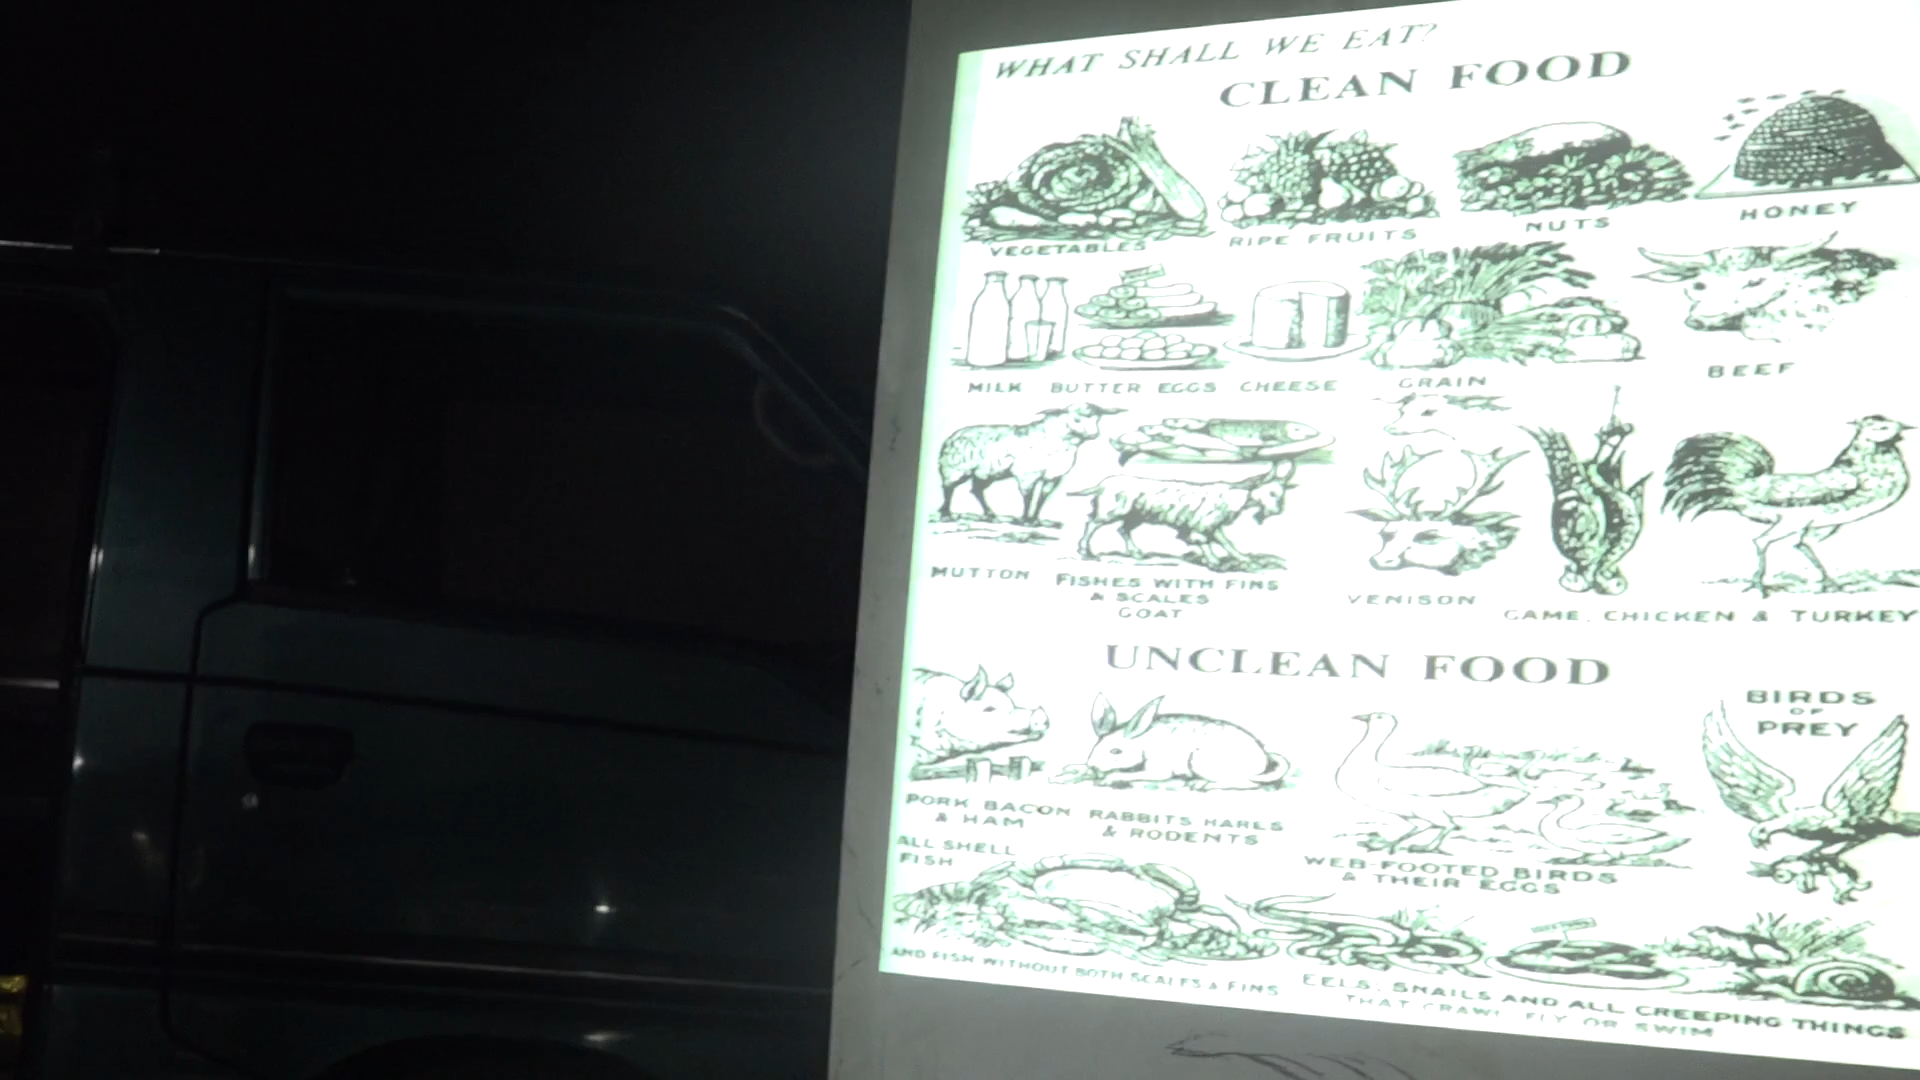 WHAT SHALL WE EAT?
CLEAN FOOD
VEGETABLES
RIPE FRUITS
NUTS
HONEY
MILK
BUTTER EGGS
CHEESE
GRAIN
BEEF
MUTTON
FISHES WITH FINS
& SCALES
GOAT
VENISON
GAME, CHICKEN & TURKEY
UNCLEAN FOOD
BIRDS
OF
PREY
PORK BACON
& HAM
RABBITS HARES
& RODENTS
WEB-FOOTED BIRDS
& THEIR EGGS
ALL SHELL
FISH
AND FISH WITHOUT BOTH SCALES & FINS
EELS, SNAILS AND ALL CREEPING THINGS
THAT CRAWL FLY OR SWIM